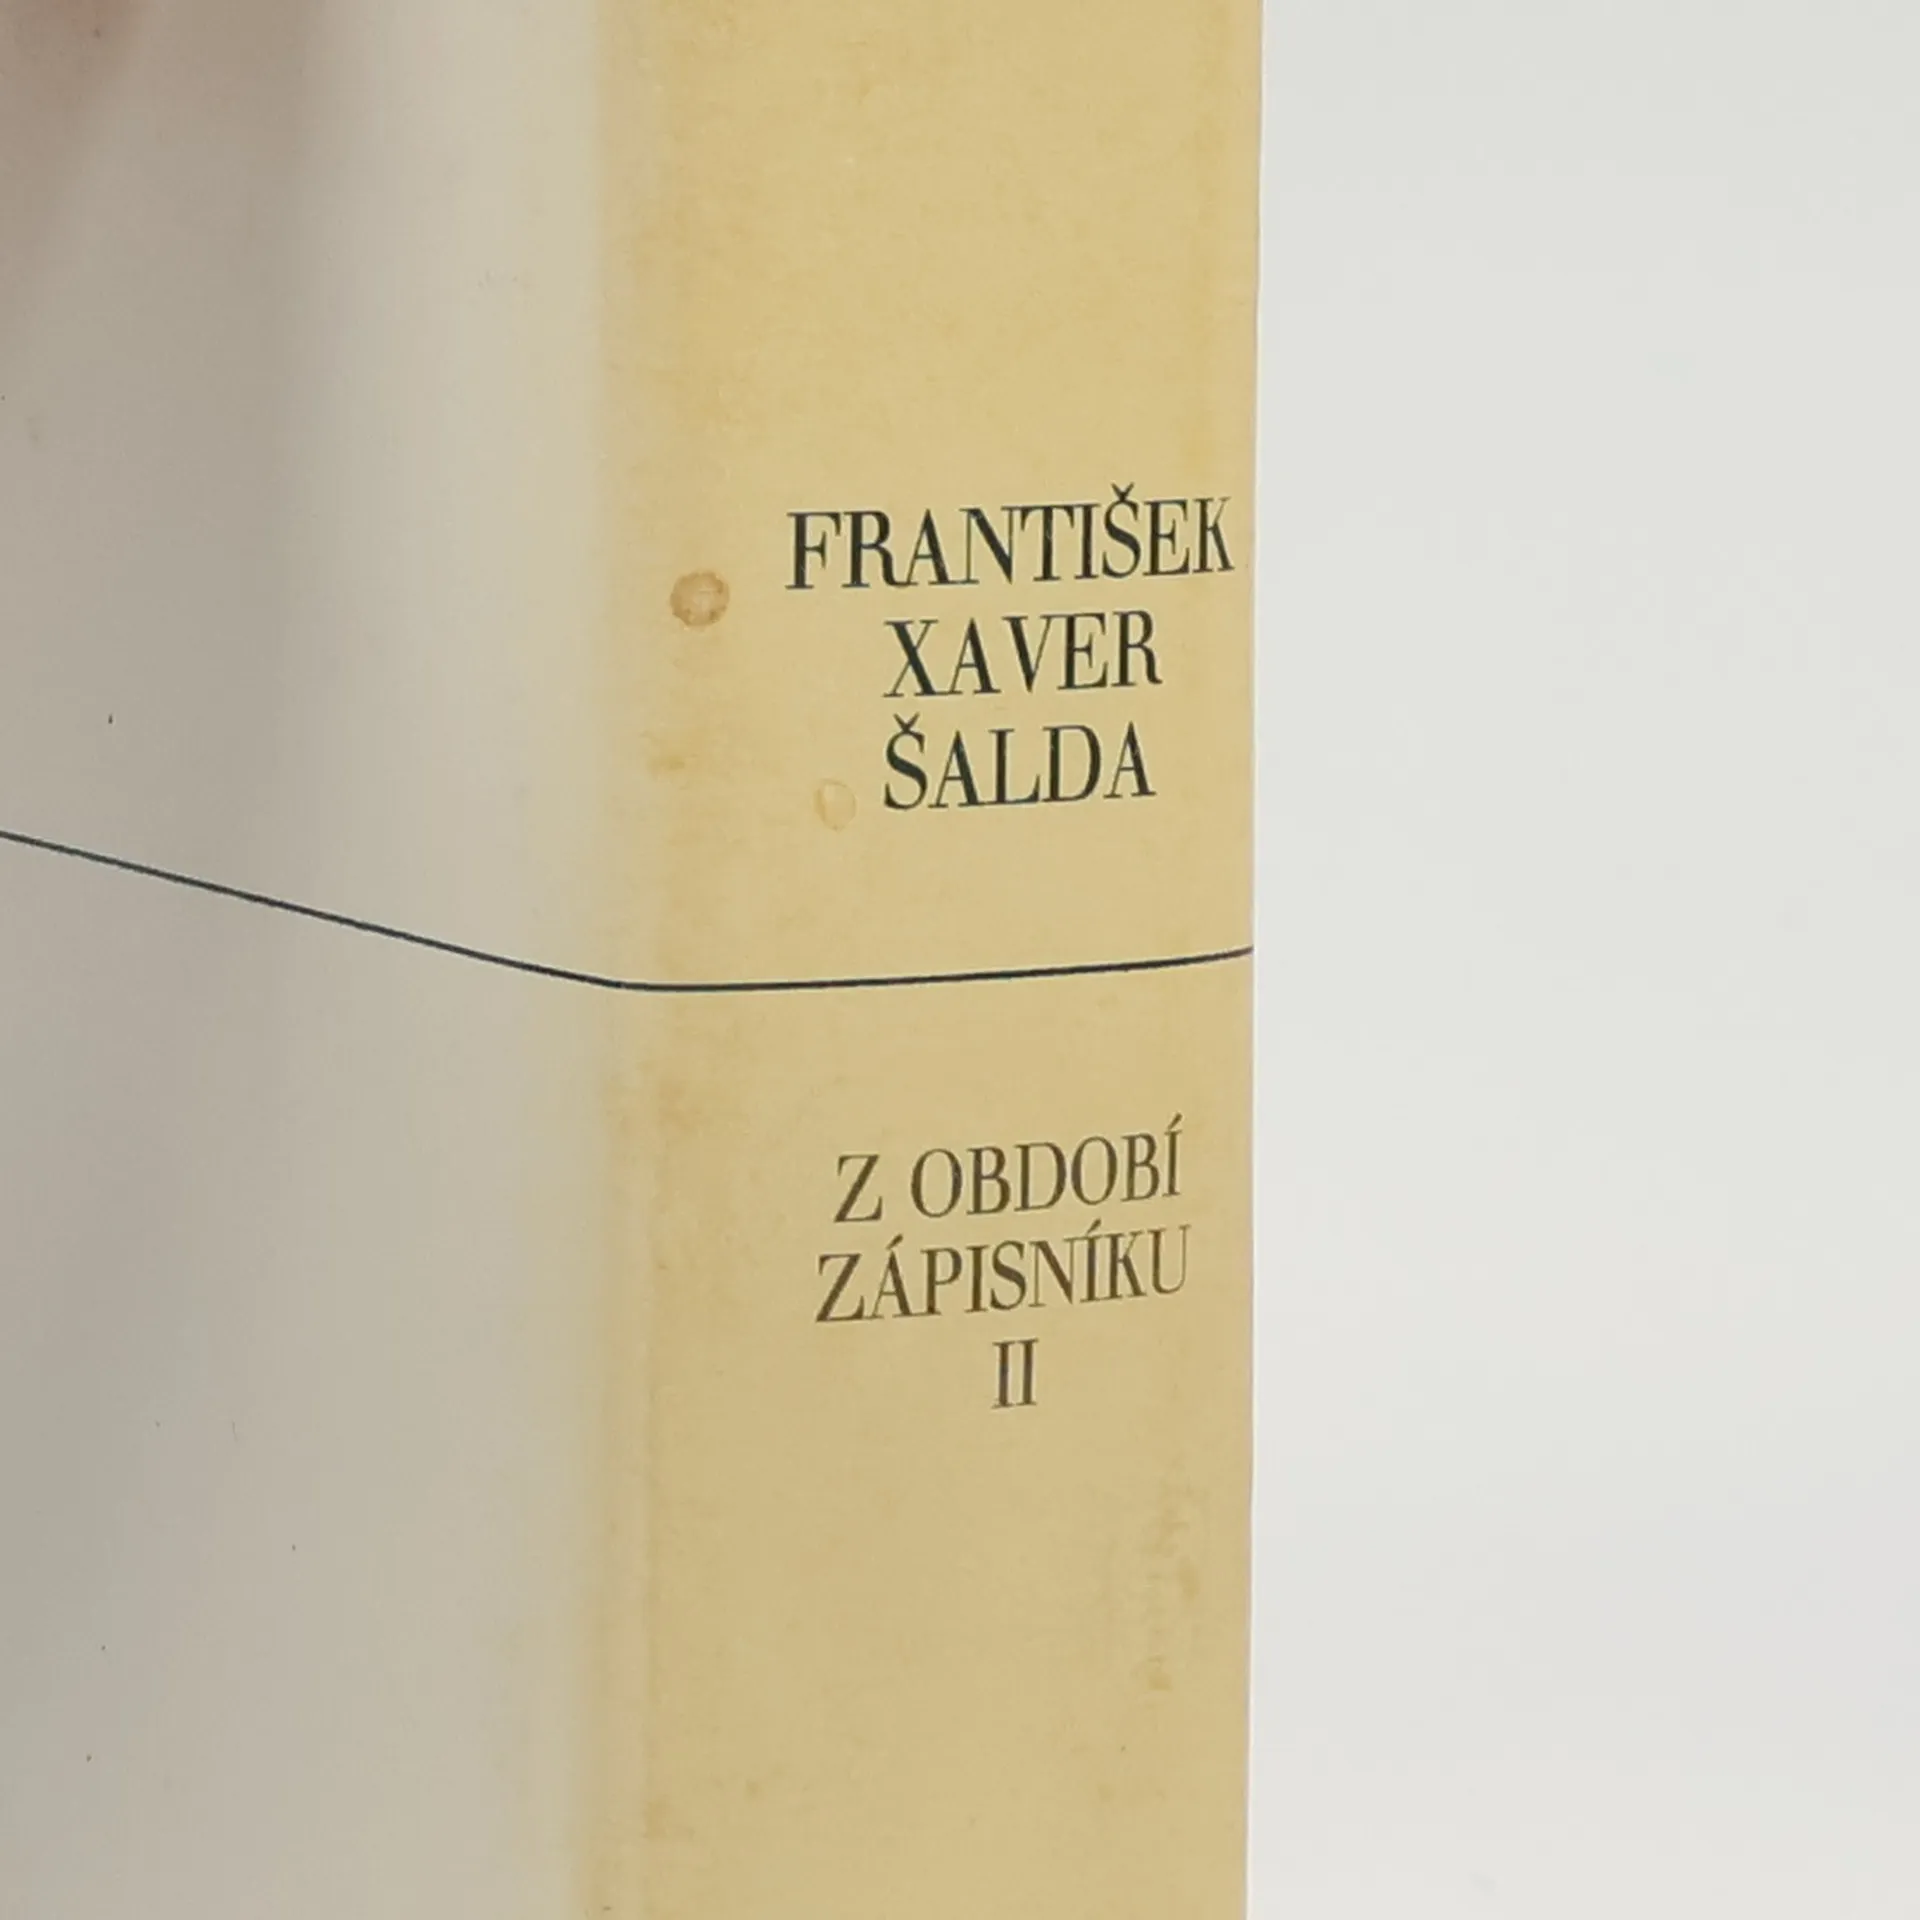 FRANTIŠEK
XAVER
ŠALDA
Z OBDOBÍ
ZÁPISNÍKU
II